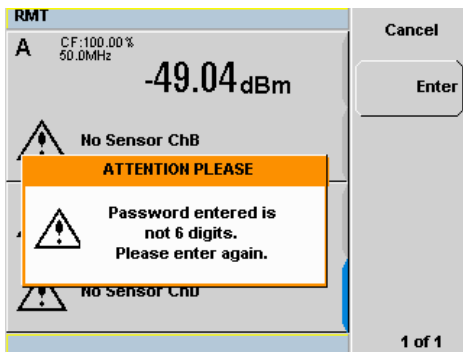 RMT
A
CF:100.00%
50.0MHz
-49.04dBm
No Sensor ChB
ATTENTION PLEASE
Password entered is
not 6 digits.
Please enter again.
No Sensor ChD
Cancel
Enter
1 of 1